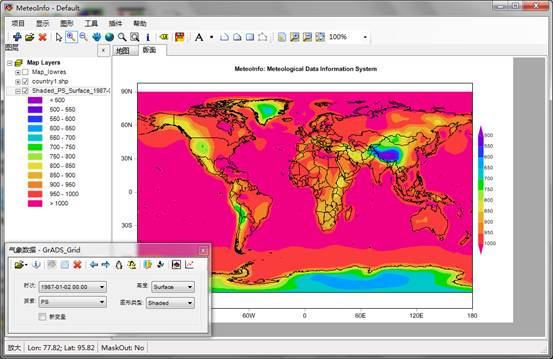 MeteoInfo - Default
项目 显示 图形 工具 插件 帮助
100%
图层
地图 版面
Map Layers
Map_lowres
country1.shp
Shaded_PS_Surface_1987-0
< 500
500 - 550
550 - 600
600 - 650
650 - 700
700 - 750
750 - 800
800 - 850
850 - 900
900 - 950
950 - 1000
> 1000
MeteoInfo: Meteological Data Information System
90N
60N
30N
0
30S
60W
0
60E
120E
180
500
550
600
650
700
750
800
850
900
950
1000
气象数据 - GrADS_Grid
时次: 1987-01-02 00:00
高度: Surface
要素: PS
图形类型: Shaded
新变量
放大 Lon: 77.82; Lat: 95.82 MaskOut: No